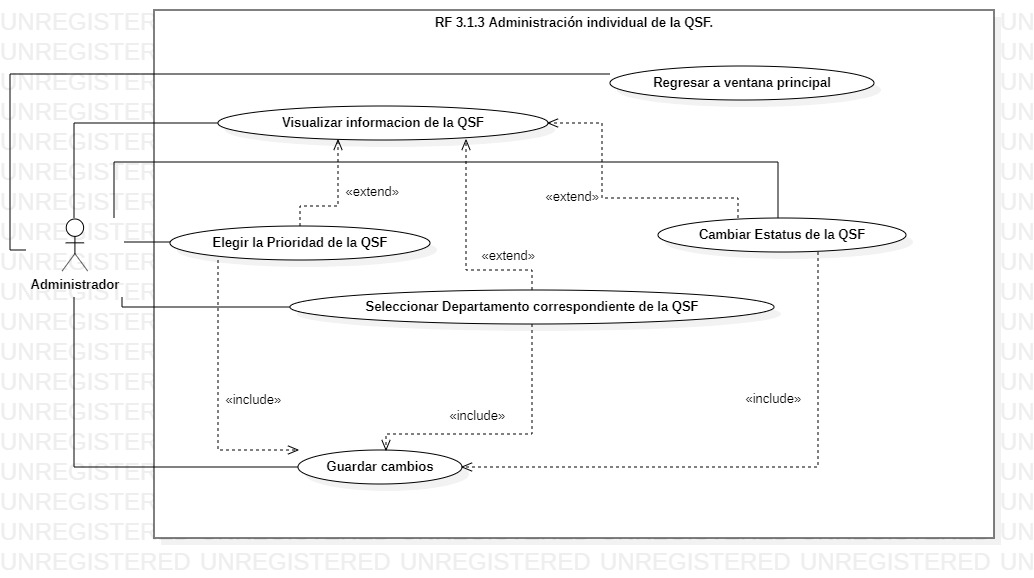 RF 3.1.3 Administración individual de la QSF.
Regresar a ventana principal
Visualizar informacion de la QSF
«extend»
«extend»
Elegir la Prioridad de la QSF
Cambiar Estatus de la QSF
«extend»
Administrador
Seleccionar Departamento correspondiente de la QSF
«include»
«include»
«include»
Guardar cambios
UNREGISTERED UNREGISTERED UNREGISTERED UNREGISTERED UNREGISTERED UN